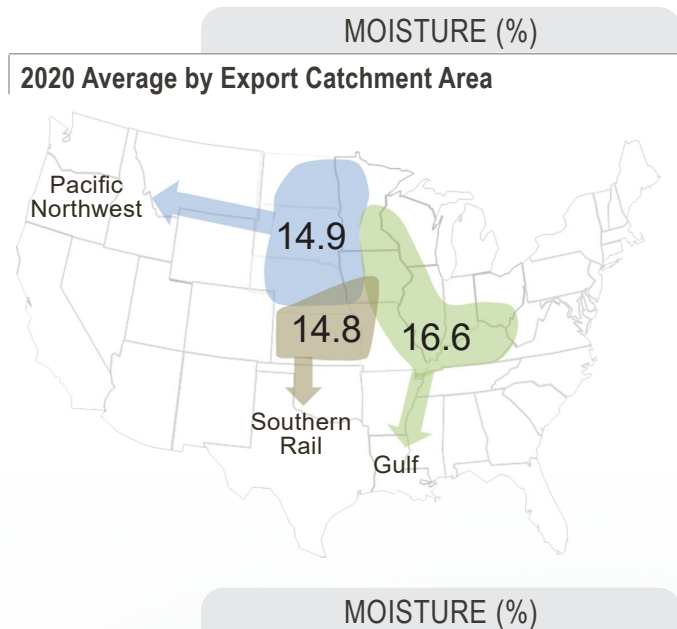 MOISTURE (%)
2020 Average by Export Catchment Area
Pacific
Northwest
14.9
14.8
16.6
Southern
Rail
Gulf
MOISTURE (%)